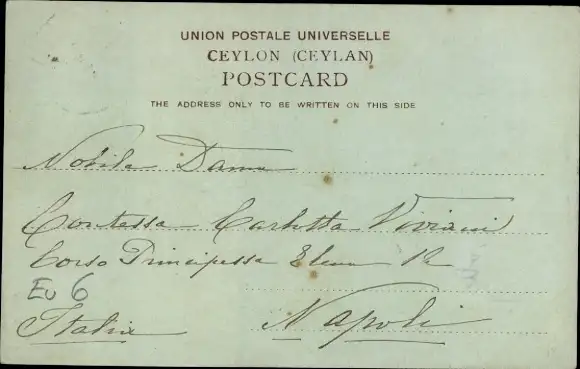 UNION POSTALE UNIVERSELLE
CEYLON (CEYLAN)
POSTCARD
THE ADDRESS ONLY TO BE WRITTEN ON THIS SIDE
Nobile Dama
Contessa Carlotta Viviani
Corso Principessa Elena 12
Eu 6
Italia Napoli